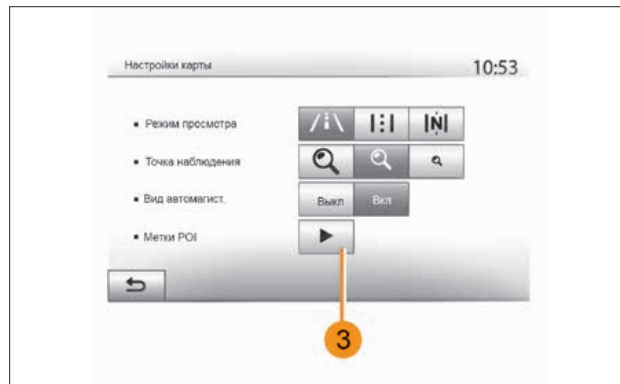 Настройки карты 10:53
▪ Режим просмотра N
▪ Точка наблюдения
▪ Вид автомагист. Выкл Вкл
▪ Метки POI
3